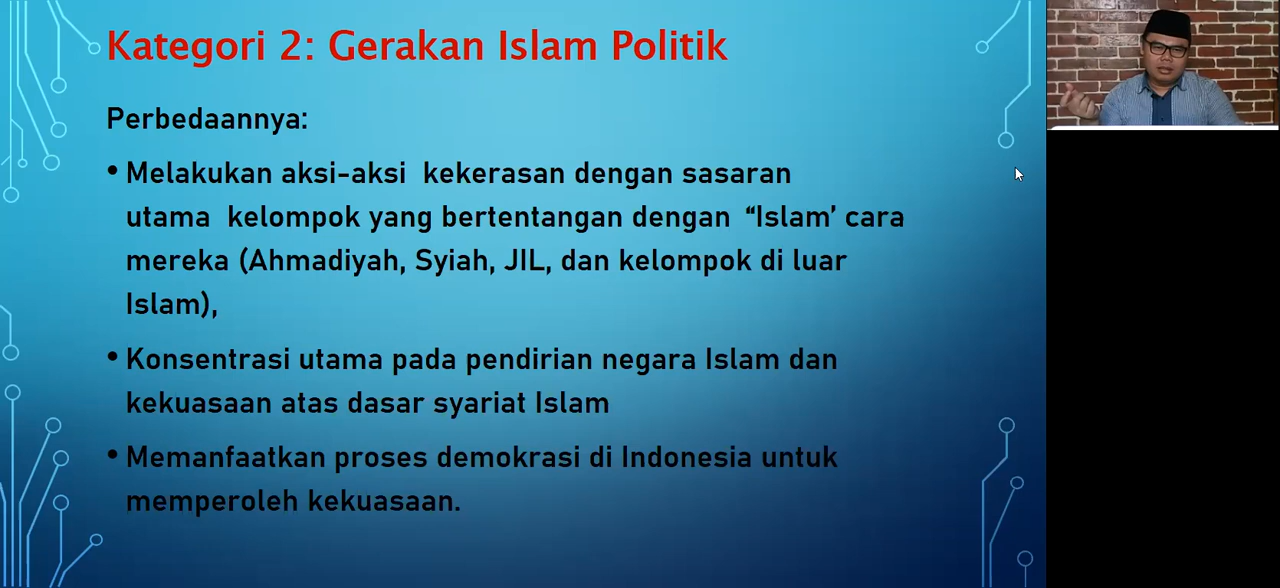 Kategori 2: Gerakan Islam Politik
Perbedaannya:
• Melakukan aksi-aksi  kekerasan dengan sasaran
utama  kelompok yang bertentangan dengan  “Islam’ cara
mereka (Ahmadiyah, Syiah, JIL, dan kelompok di luar
Islam),
• Konsentrasi utama pada pendirian negara Islam dan
kekuasaan atas dasar syariat Islam
• Memanfaatkan proses demokrasi di Indonesia untuk
memperoleh kekuasaan.